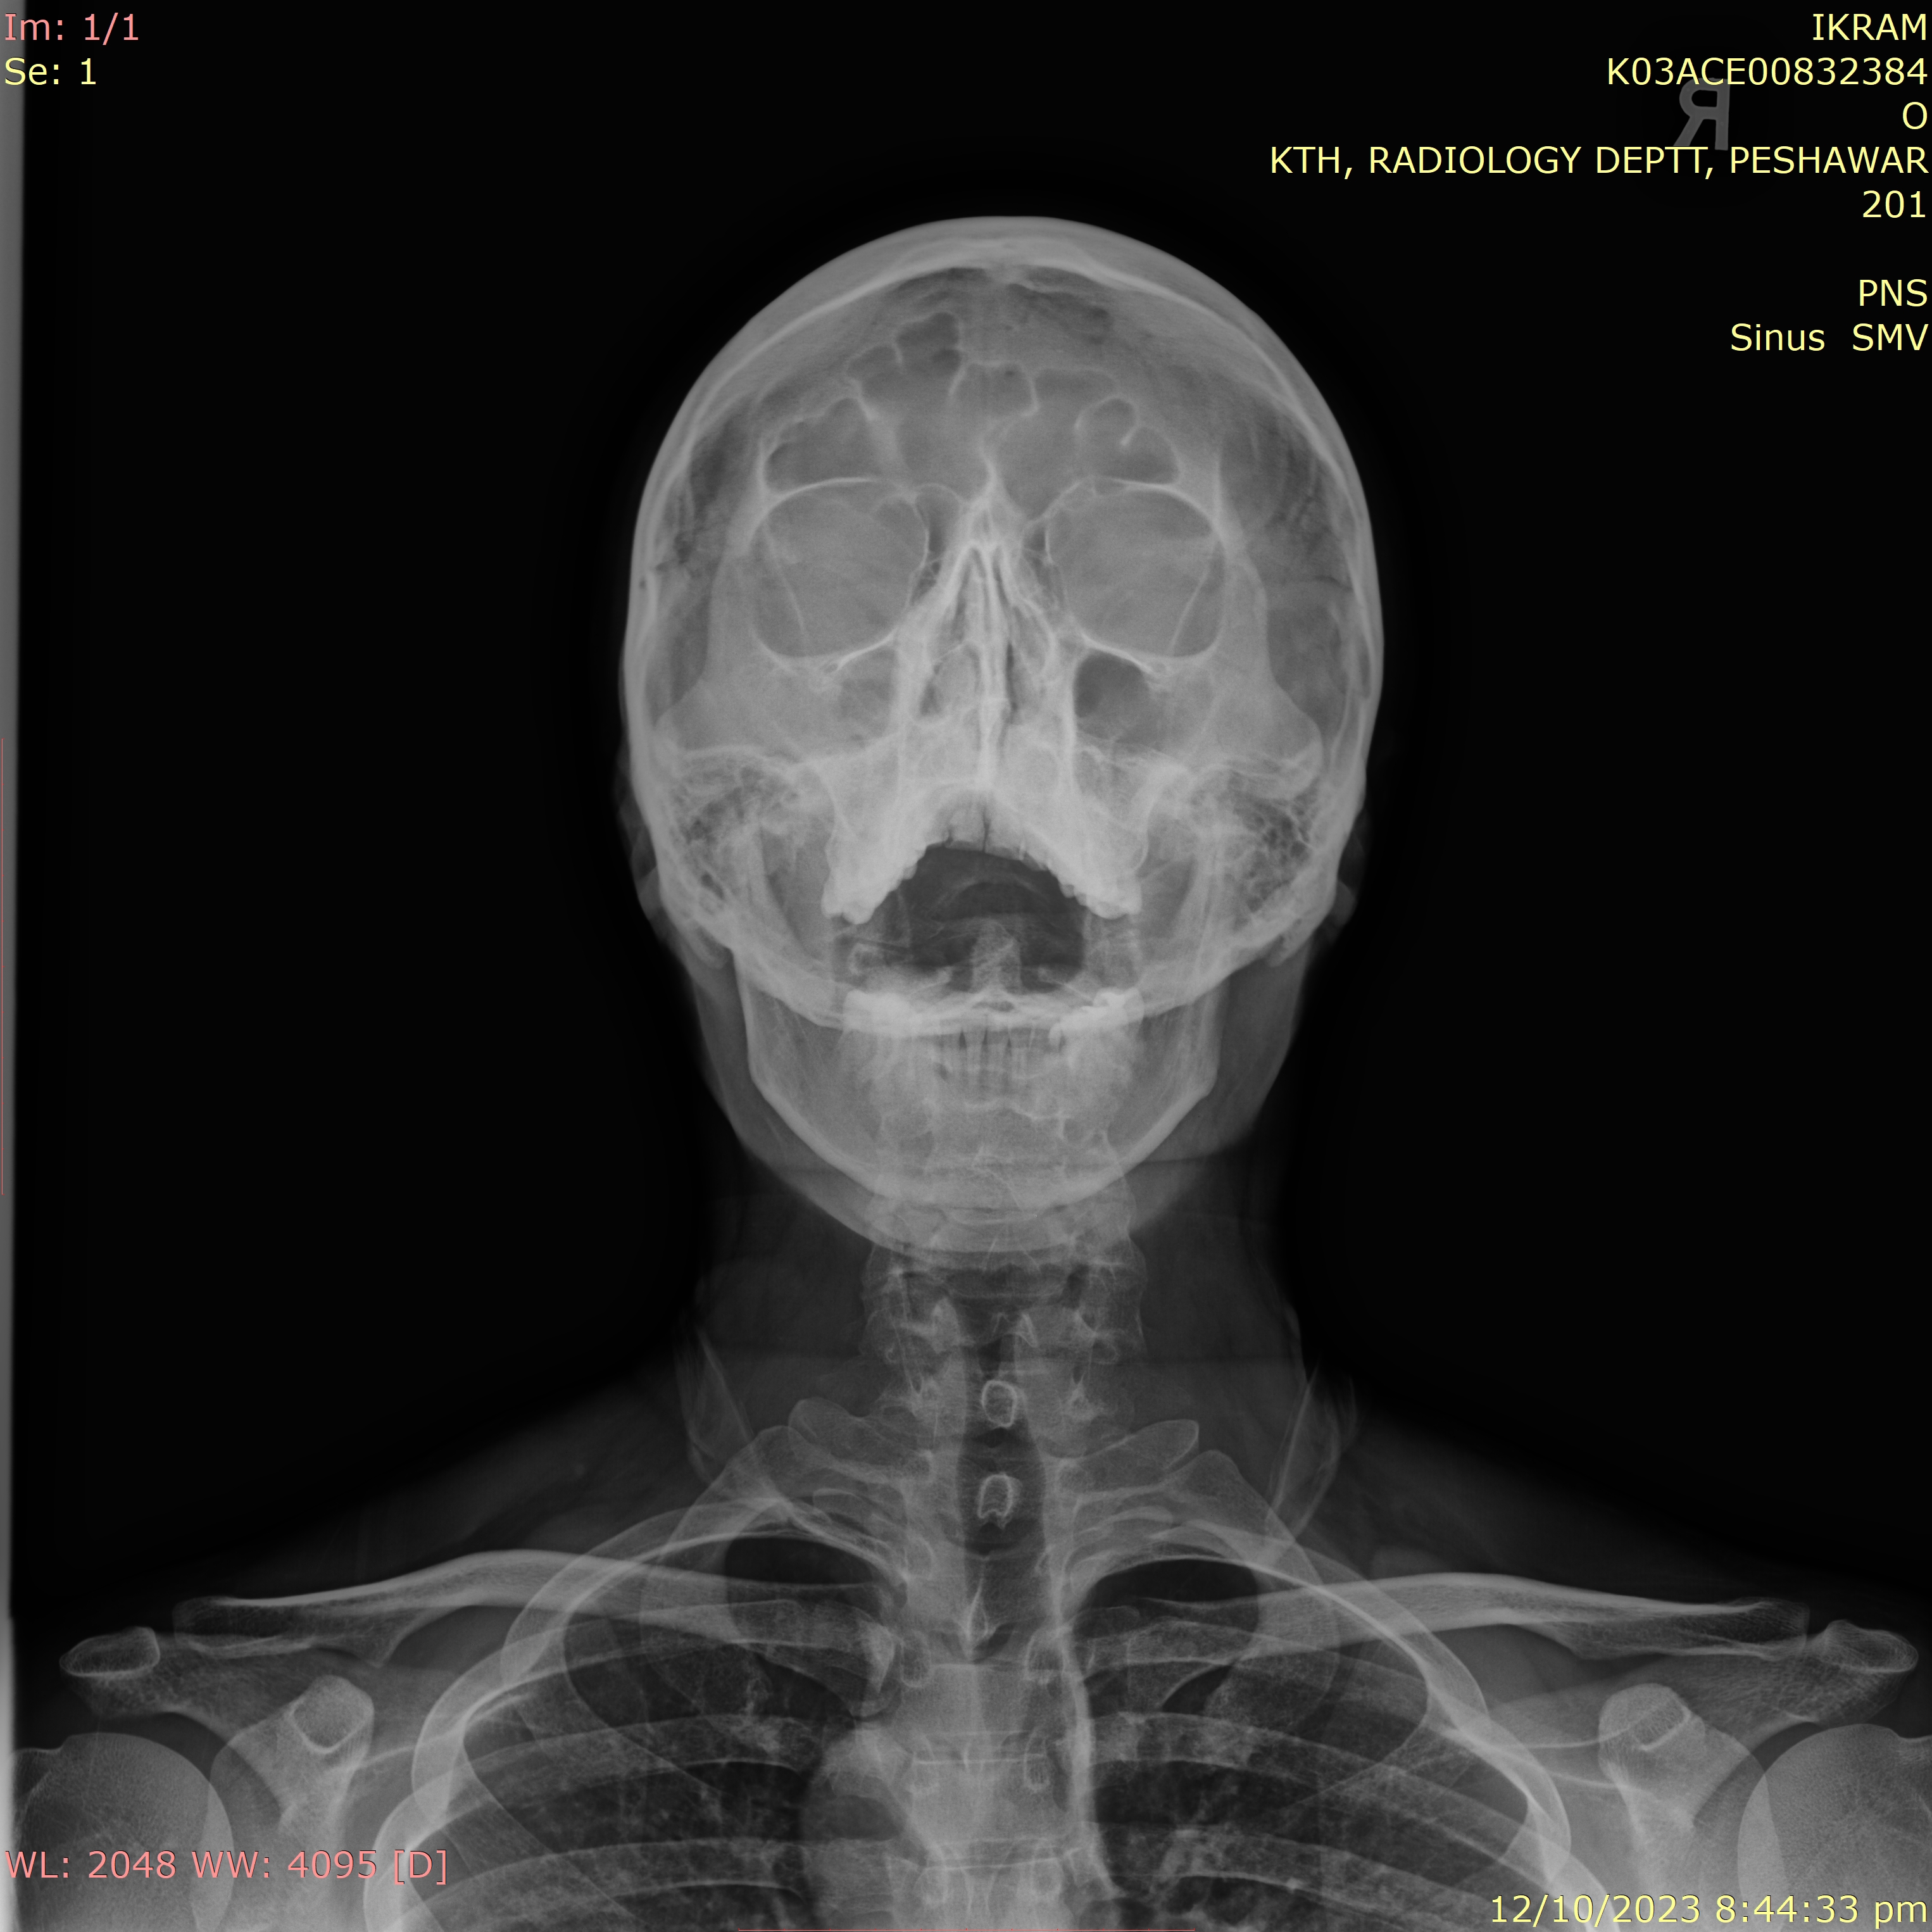 Im: 1/1
Se: 1
IKRAM
K03ACE00832384
O
KTH, RADIOLOGY DEPTT, PESHAWAR
201
PNS
Sinus SMV
R
WL: 2048 WW: 4095 [D]
12/10/2023 8:44:33 pm